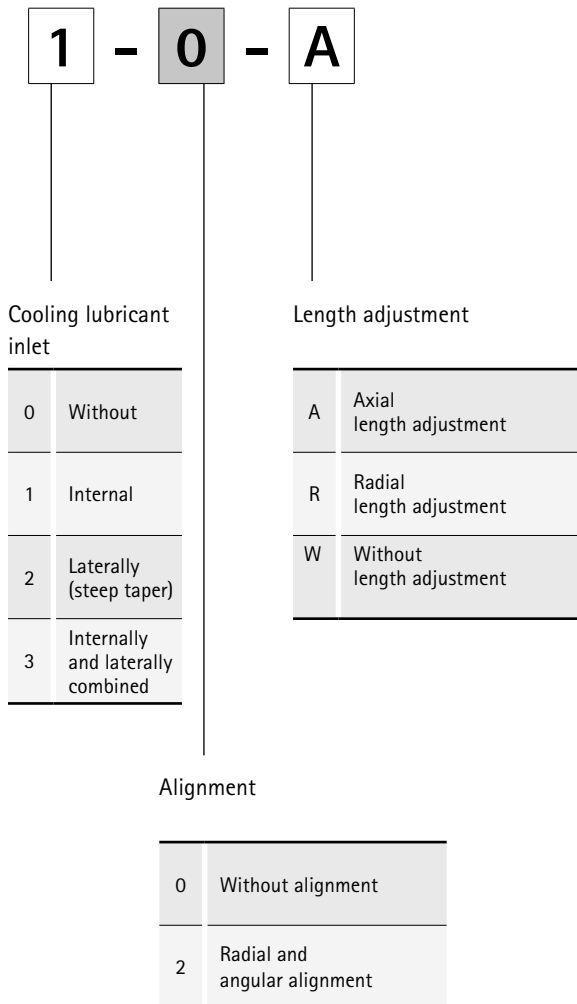 1 - 0 - A
Cooling lubricant
inlet
0 Without
1 Internal
2 Laterally
(steep taper)
3 Internally
and laterally
combined
Length adjustment
A Axial
length adjustment
R Radial
length adjustment
W Without
length adjustment
Alignment
0 Without alignment
2 Radial and
angular alignment